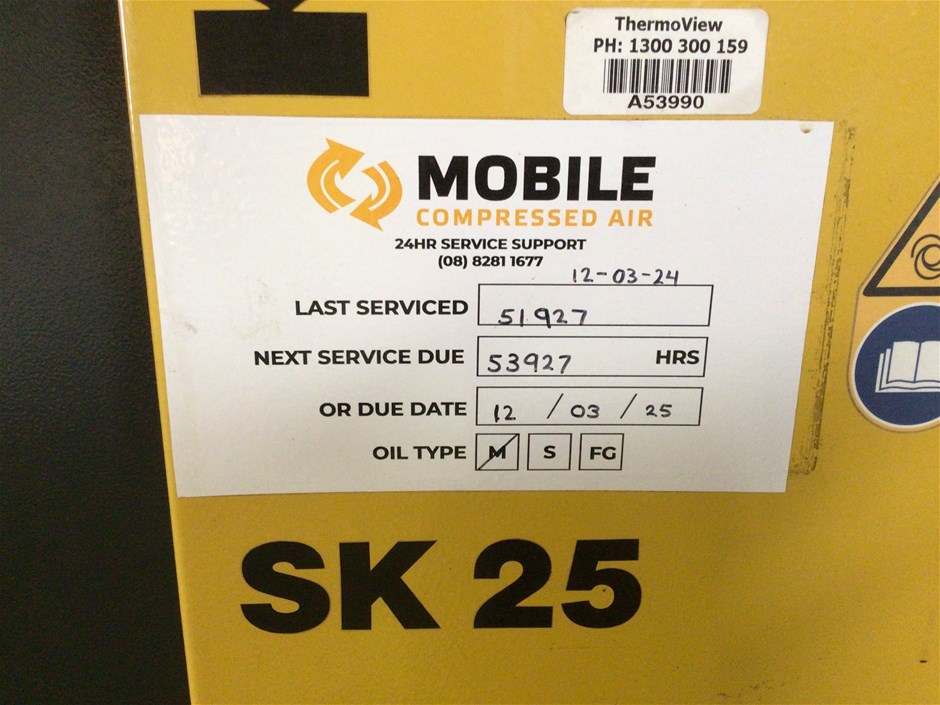 ThermoView
PH: 1300 300 159
A53990
MOBILE
COMPRESSED AIR
24HR SERVICE SUPPORT
(08) 8281 1677
12-03-24
LAST SERVICED 51927
NEXT SERVICE DUE 53927 HRS
OR DUE DATE 12 / 03 / 25
OIL TYPE M S FG
SK 25